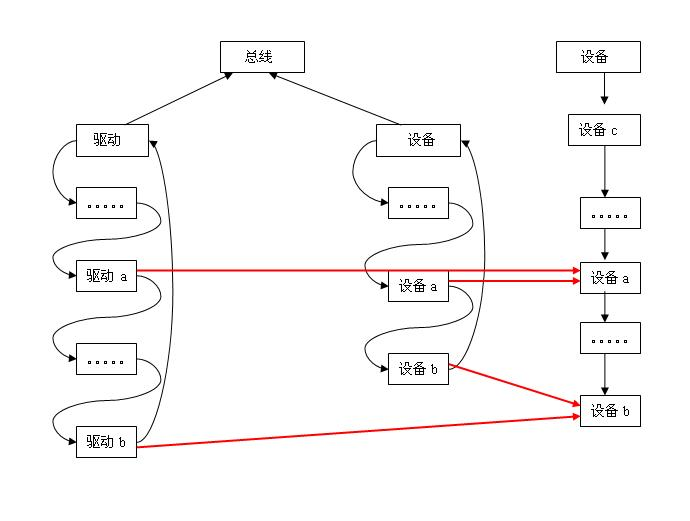 总线
设备
设备 c
驱动
设备
。。。。。
。。。。。
。。。。。
驱动 a
设备 a
设备 a
。。。。。
。。。。。
设备 b
设备 b
驱动 b